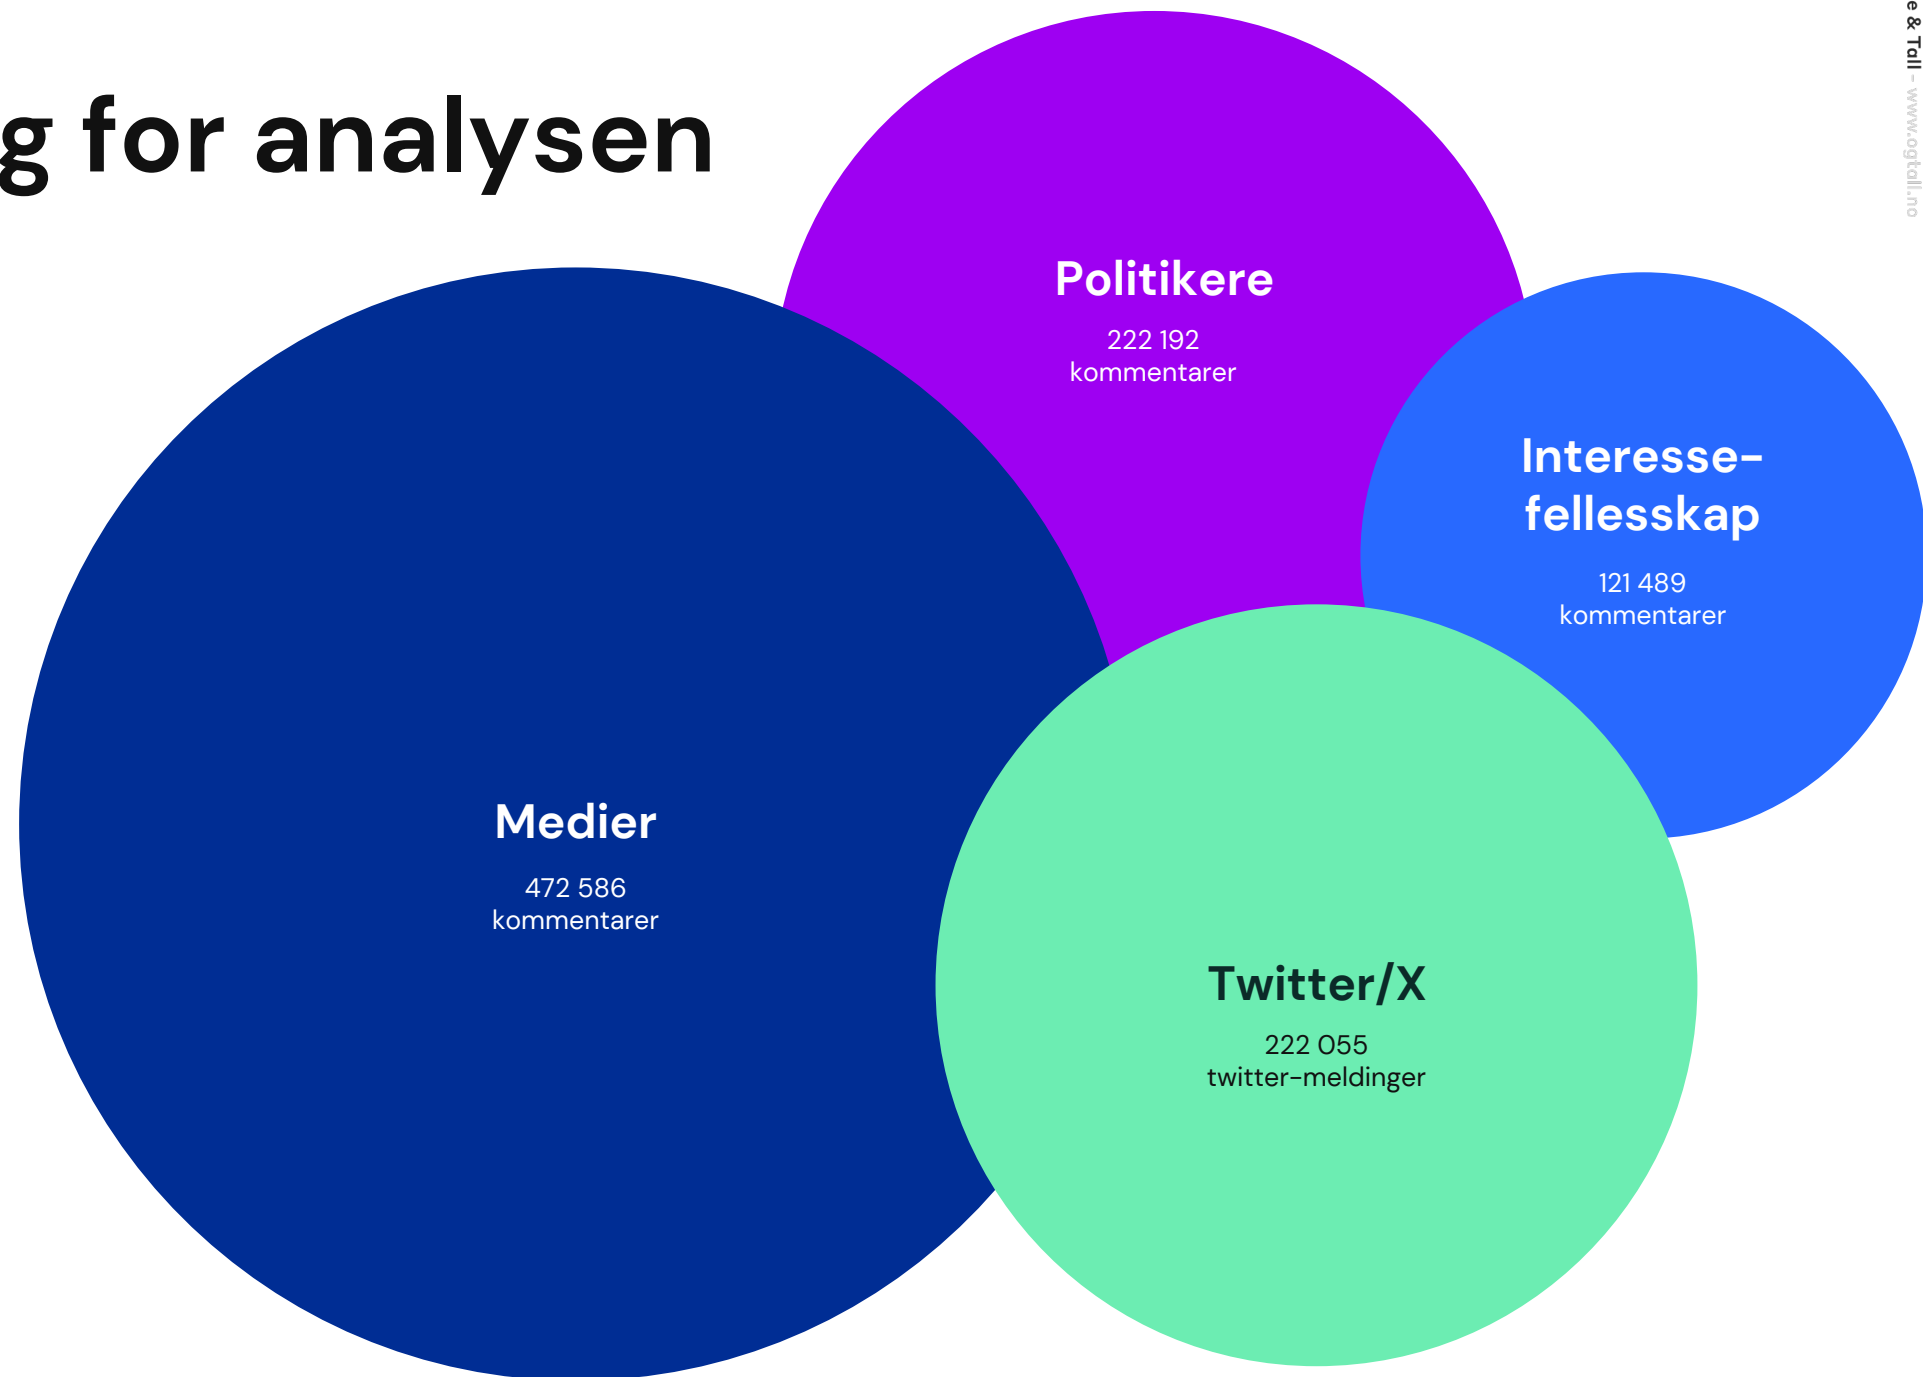 g for analysen
Politikere
222 192
kommentarer
Interesse-
fellesskap
121 489
kommentarer
Medier
472 586
kommentarer
Twitter/X
222 055
twitter-meldinger
e & Tall - www.ogtall.no